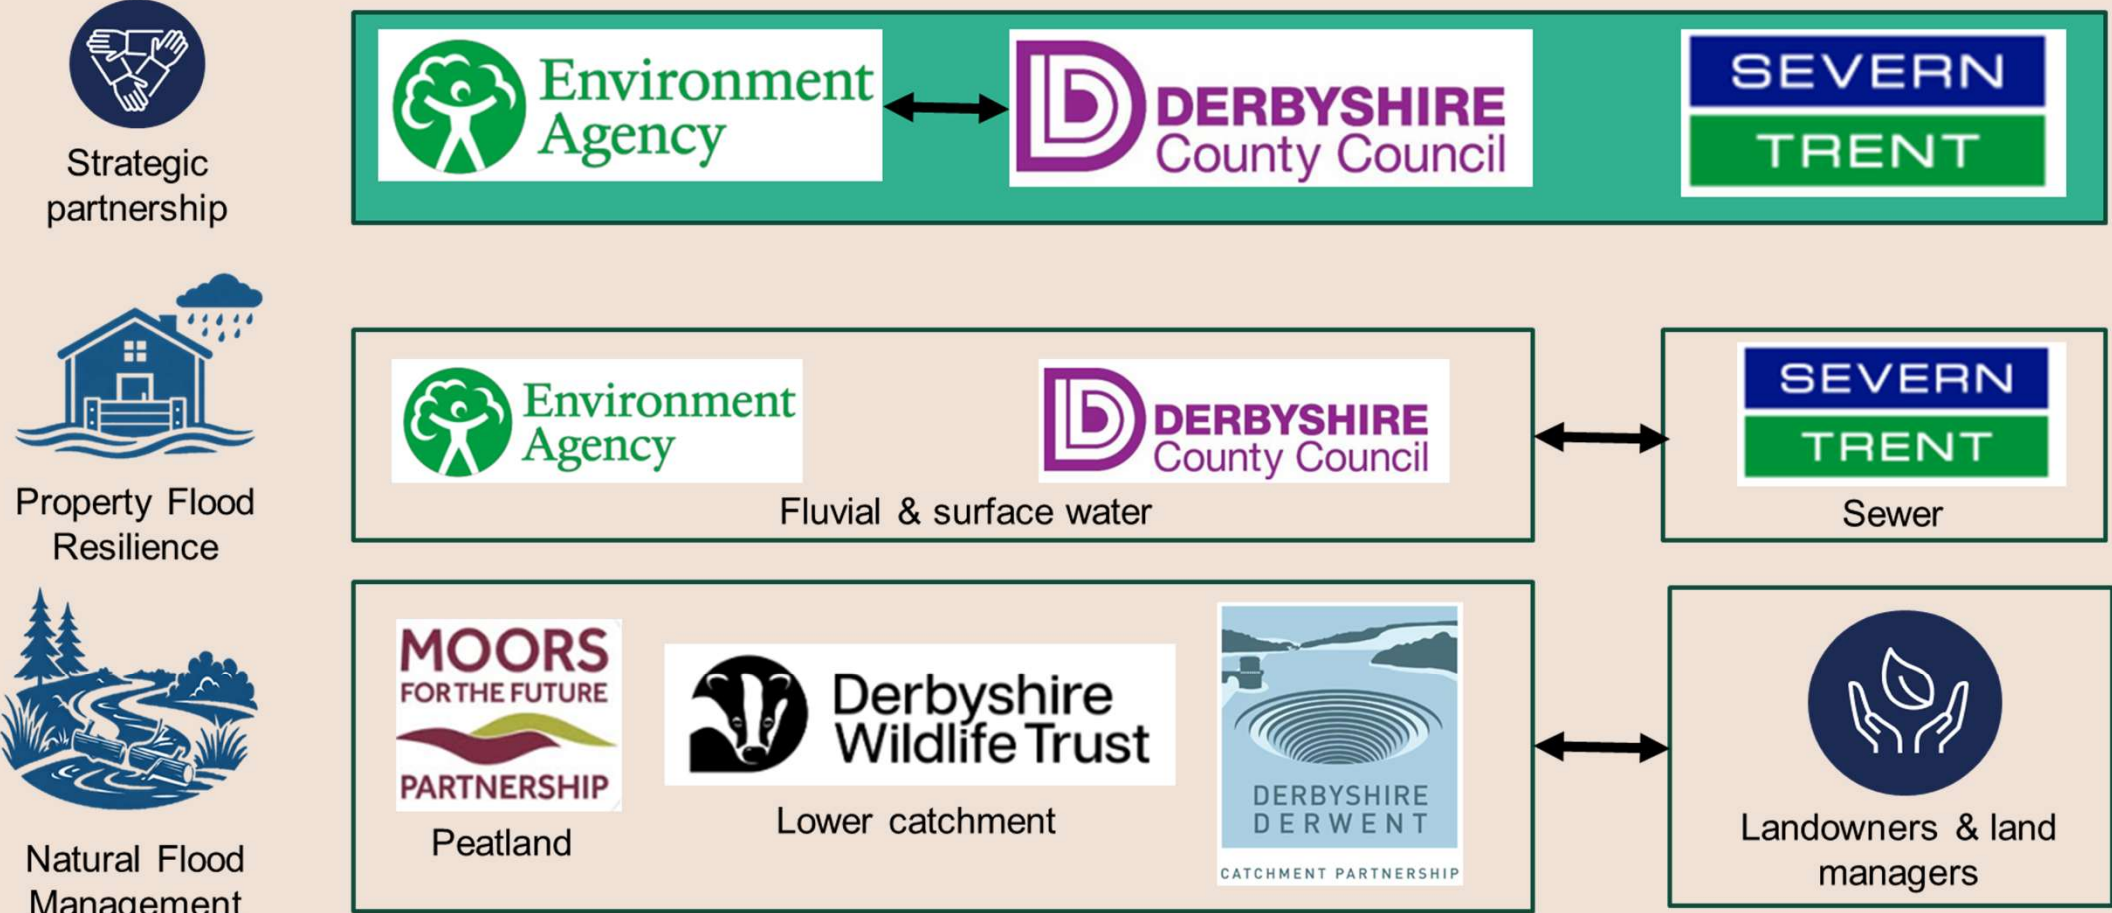 Strategic
partnership
Environment
Agency
DERBYSHIRE
County Council
SEVERN
TRENT
Property Flood
Resilience
Environment
Agency
DERBYSHIRE
County Council
Fluvial & surface water
SEVERN
TRENT
Sewer
Natural Flood
Management
MOORS
FOR THE FUTURE
PARTNERSHIP
Peatland
Derbyshire
Wildlife Trust
Lower catchment
DERBYSHIRE
DERWENT
CATCHMENT PARTNERSHIP
Landowners & land
managers